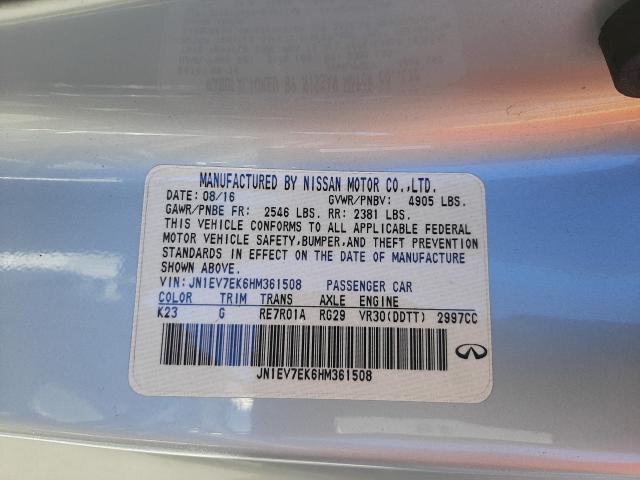 MANUFACTURED BY NISSAN MOTOR CO.,LTD.
DATE: 08/16 GVWR/PNBV: 4905 LBS.
GAWR/PNBE FR: 2546 LBS. RR: 2381 LBS.
THIS VEHICLE CONFORMS TO ALL APPLICABLE FEDERAL
MOTOR VEHICLE SAFETY,BUMPER,AND THEFT PREVENTION
STANDARDS IN EFFECT ON THE DATE OF MANUFACTURE
SHOWN ABOVE.
VIN: JN1EV7EK6HM361508 PASSENGER CAR
COLOR TRIM TRANS AXLE ENGINE
K23 G RE7R01A RG29 VR30(DDTT) 2997CC
JN1EV7EK6HM361508